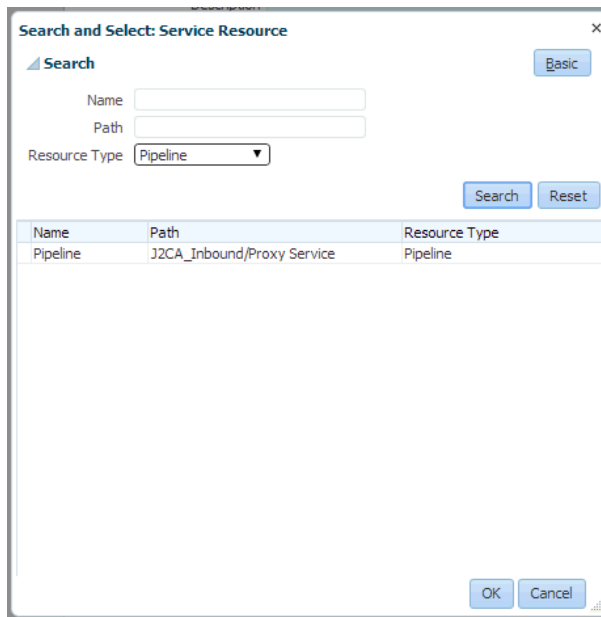 Description
Search and Select: Service Resource
Search
Basic
Name
Path
Resource Type Pipeline
Search Reset
Name Path Resource Type
Pipeline J2CA_Inbound/Proxy Service Pipeline
OK Cancel